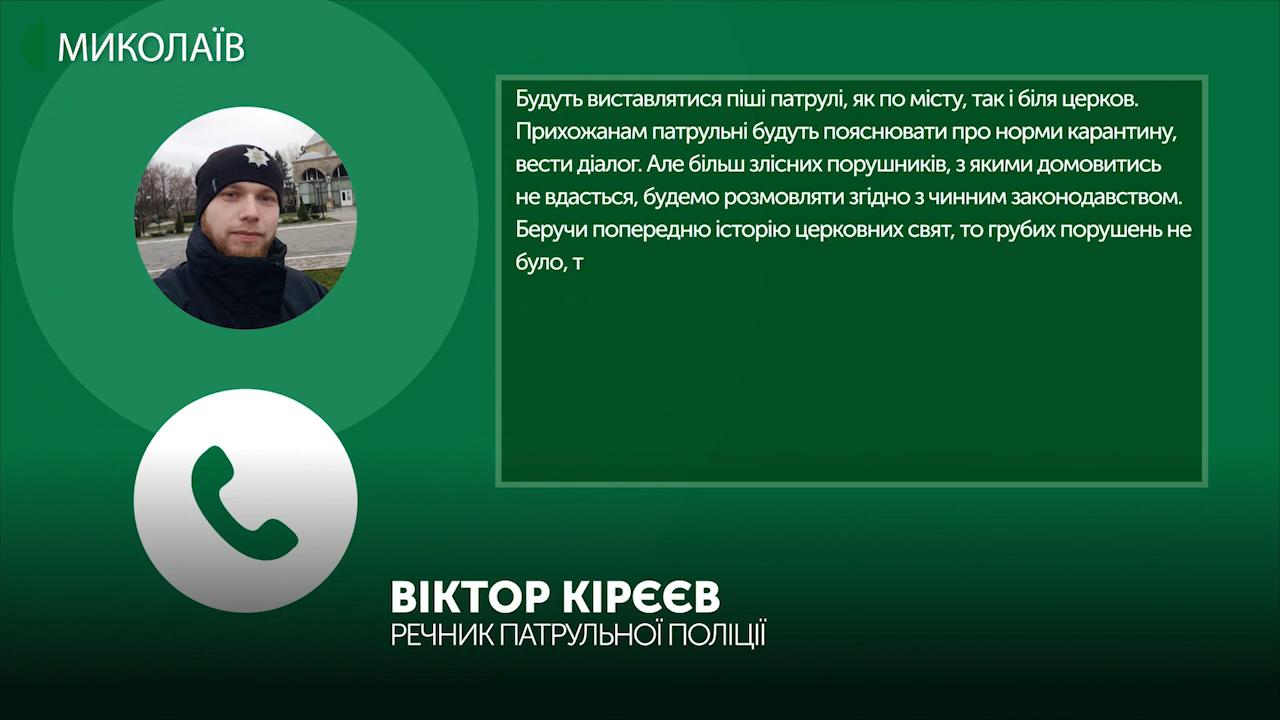 МИКОЛАЇВ
Будуть виставлятися піші патрулі, як по місту, так і біля церков.
Прихожанам патрульні будуть пояснювати про норми карантину,
вести діалог. Але більш злісних порушників, з якими домовитись
не вдасться, будемо розмовляти згідно з чинним законодавством.
Беручи попередню історію церковних свят, то грубих порушень не
було, т
ВІКТОР КІРЄЄВ
РЕЧНИК ПАТРУЛЬНОЇ ПОЛІЦІЇ